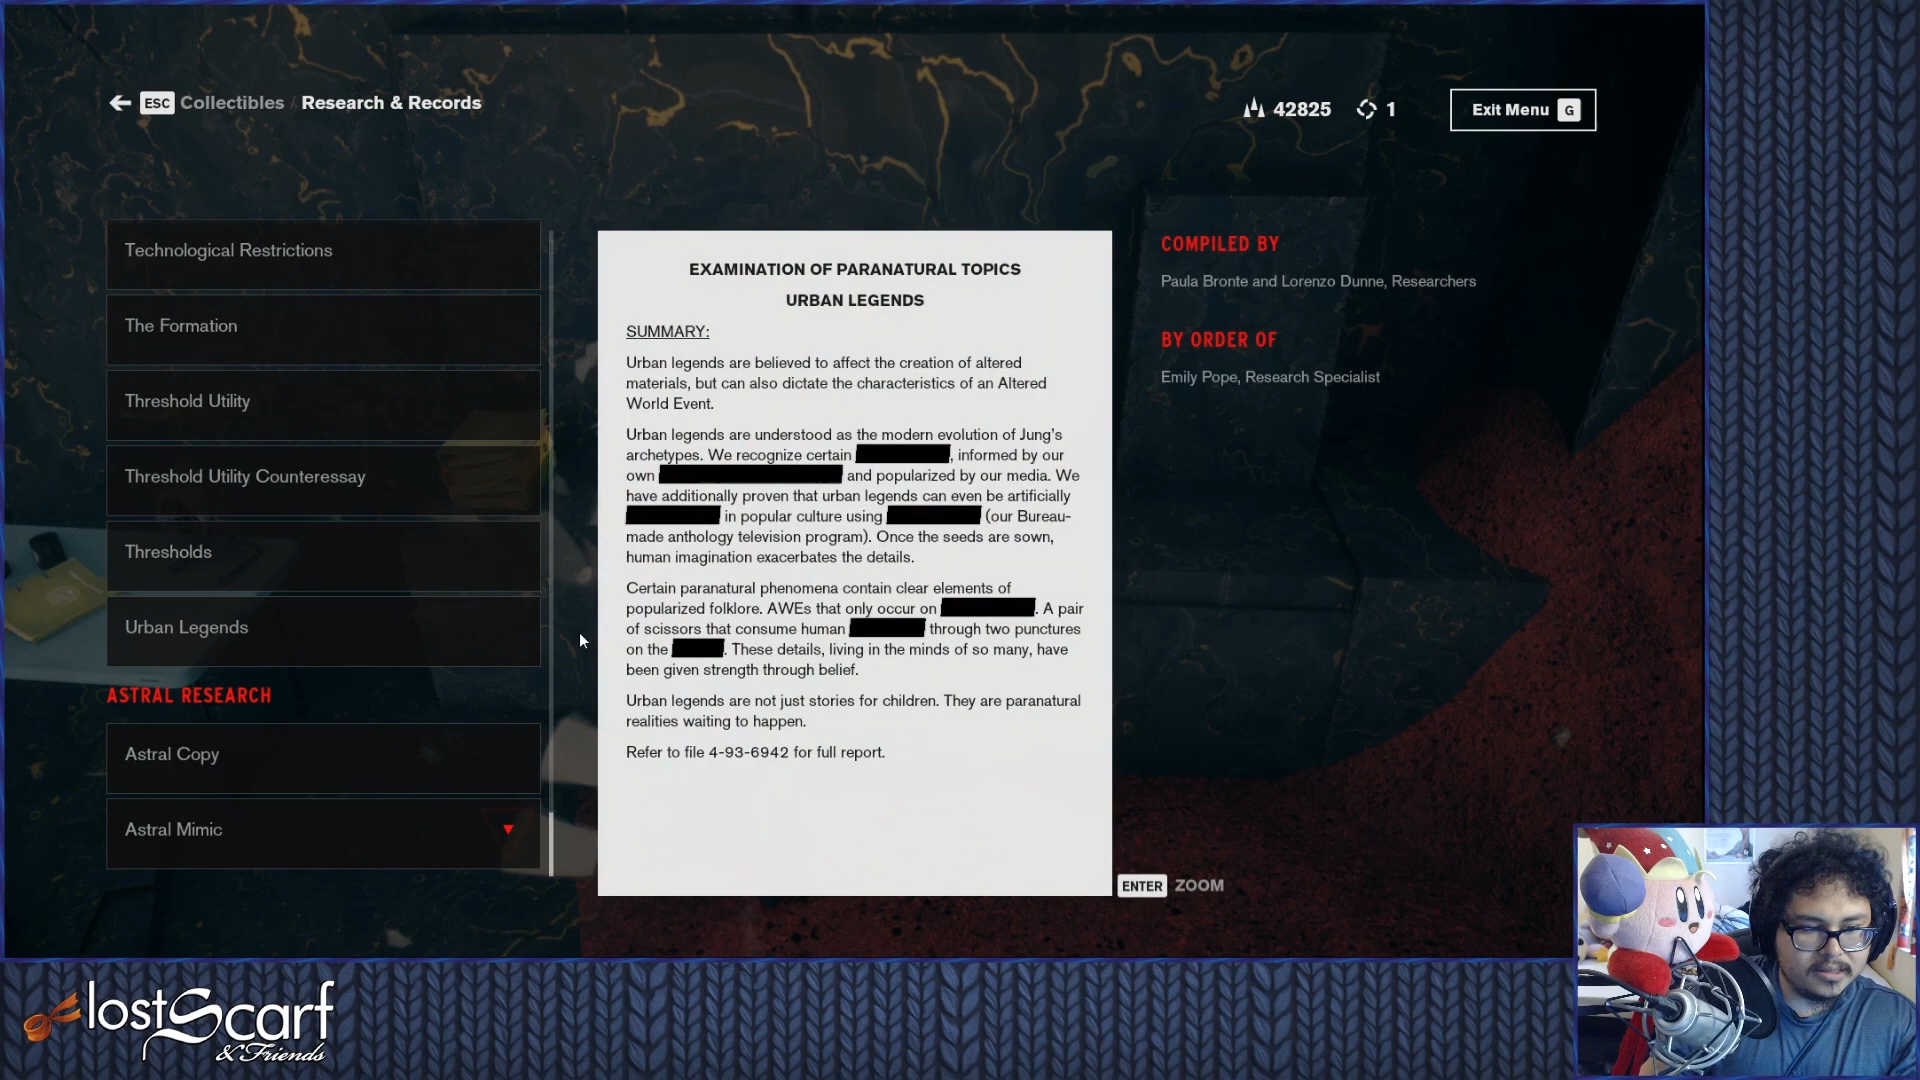 ESC Collectibles / Research & Records
42825 1
Exit Menu G
Technological Restrictions
The Formation
Threshold Utility
Threshold Utility Counteressay
Thresholds
Urban Legends
ASTRAL RESEARCH
Astral Copy
Astral Mimic
EXAMINATION OF PARANATURAL TOPICS
URBAN LEGENDS
SUMMARY:
Urban legends are believed to affect the creation of altered
materials, but can also dictate the characteristics of an Altered
World Event.
Urban legends are understood as the modern evolution of Jung's
archetypes. We recognize certain , informed by our
own and popularized by our media. We
have additionally proven that urban legends can even be artificially
in popular culture using (our Bureau-
made anthology television program). Once the seeds are sown,
human imagination exacerbates the details.
Certain paranatural phenomena contain clear elements of
popularized folklore. AWEs that only occur on . A pair
of scissors that consume human through two punctures
on the . These details, living in the minds of so many, have
been given strength through belief.
Urban legends are not just stories for children. They are paranatural
realities waiting to happen.
Refer to file 4-93-6942 for full report.
ENTER ZOOM
COMPILED BY
Paula Bronte and Lorenzo Dunne, Researchers
BY ORDER OF
Emily Pope, Research Specialist
lostScarf
& Friends